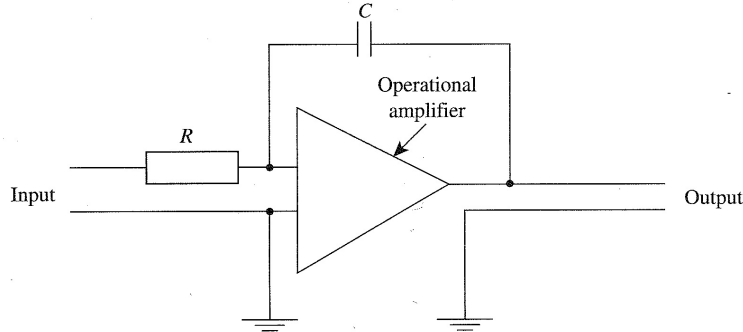 C
Operational
amplifier
R
Input
Output